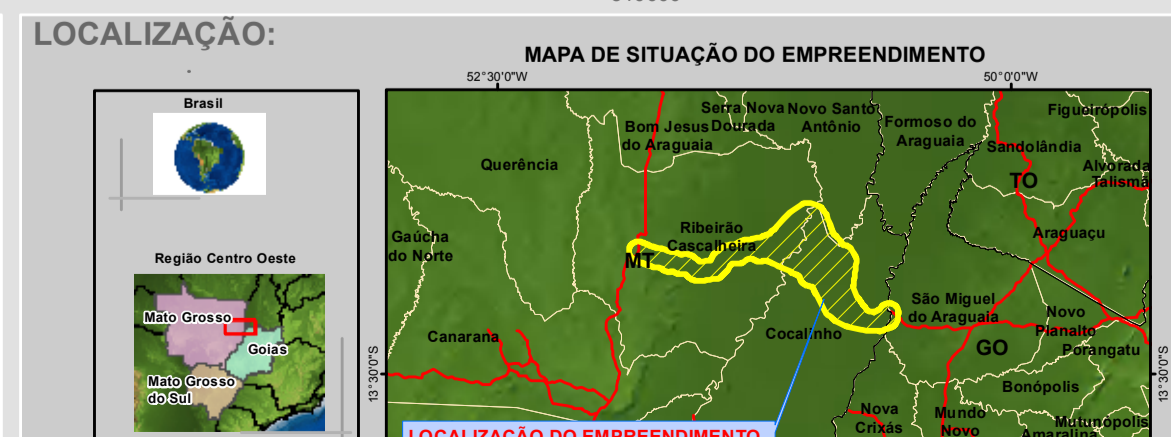 LOCALIZAÇÃO:
MAPA DE SITUAÇÃO DO EMPREENDIMENTO
52°30'0"W
50°0'0"W
Brasil
Região Centro Oeste
Mato Grosso
Goias
Mato Grosso
do Sul
Serra Nova
Dourada
Novo Santo
Antônio
Bom Jesus
do Araguaia
Formoso do
Araguaia
Figueirópolis
Sandolândia
Alvorada
Talismã
TO
Querência
Ribeirão
Cascalheira
Araguaçu
Gaúcha
do Norte
MT
São Miguel
do Araguaia
Novo
Planalto
Canarana
Cocalinho
GO
Porangatu
13°30'0"S
13°30'0"S
Bonópolis
Nova
Crixás
Mundo
Novo
Mutunópolis
Amaralina
LOCALIZAÇÃO DO EMPREENDIMENTO